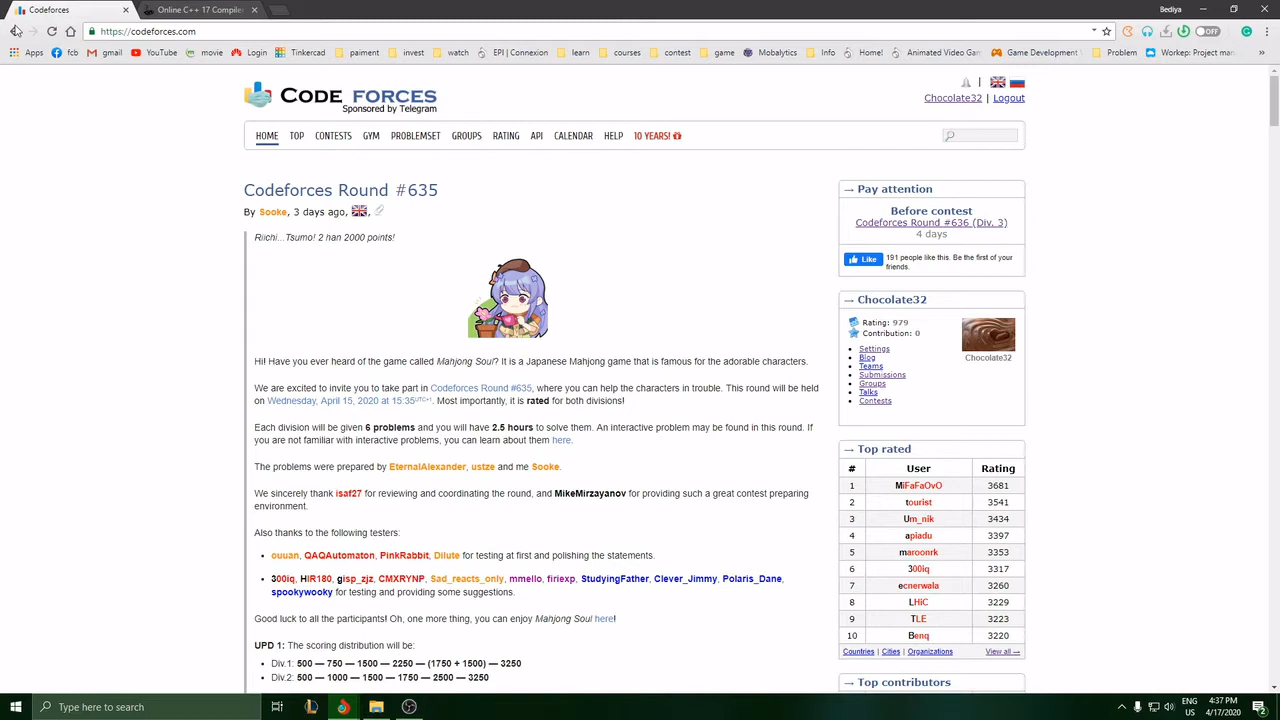 Codeforces
Online C++ 17 Compile
Bediya
https://codeforces.com
OFF
Apps
fb
gmail
YouTube
movie
Login
Tinkercad
paiment
invest
watch
EPI | Connexion
learn
courses
contest
game
Mobalytics
Info
Home!
Animated Video Gam
Game Development
Problem
Workep: Project man
CODE FORCES
Sponsored by Telegram
Chocolate32 | Logout
HOME TOP CONTESTS GYM PROBLEMSET GROUPS RATING API CALENDAR HELP 10 YEARS!
Codeforces Round #635
By Sooke, 3 days ago, ,
Riichi...Tsumo! 2 han 2000 points!
Hi! Have you ever heard of the game called Mahjong Soul? It is a Japanese Mahjong game that is famous for the adorable characters.
We are excited to invite you to take part in Codeforces Round #635, where you can help the characters in trouble. This round will be held
on Wednesday, April 15, 2020 at 15:35UTC+1. Most importantly, it is rated for both divisions!
Each division will be given 6 problems and you will have 2.5 hours to solve them. An interactive problem may be found in this round. If
you are not familiar with interactive problems, you can learn about them here.
The problems were prepared by EternalAlexander, ustze and me Sooke.
We sincerely thank isaf27 for reviewing and coordinating the round, and MikeMirzayanov for providing such a great contest preparing
environment.
Also thanks to the following testers:
ouuan, QAQAutomaton, PinkRabbit, Dilute for testing at first and polishing the statements.
300iq, HIR180, gisp_zjz, CMXRYNP, Sad_reacts_only, mmello, firiexp, StudyingFather, Clever_Jimmy, Polaris_Dane,
spookywooky for testing and providing some suggestions.
Good luck to all the participants! Oh, one more thing, you can enjoy Mahjong Soul here!
UPD 1: The scoring distribution will be:
Div.1: 500 — 750 — 1500 — 2250 — (1750 + 1500) — 3250
Div.2: 500 — 1000 — 1500 — 1750 — 2500 — 3250
→ Pay attention
Before contest
Codeforces Round #636 (Div. 3)
4 days
Like
191 people like this. Be the first of your
friends.
→ Chocolate32
Rating: 979
Contribution: 0
Settings
Blog
Teams
Submissions
Groups
Talks
Contests
Chocolate32
→ Top rated
# User Rating
1 MiFaFaOvO 3681
2 tourist 3541
3 Um_nik 3434
4 apiadu 3397
5 maroonrk 3353
6 300iq 3317
7 ecnerwala 3260
8 LHiC 3229
9 TLE 3223
10 Benq 3220
Countries | Cities | Organizations View all →
→ Top contributors
Type here to search
ENG
US
4:37 PM
4/17/2020
2